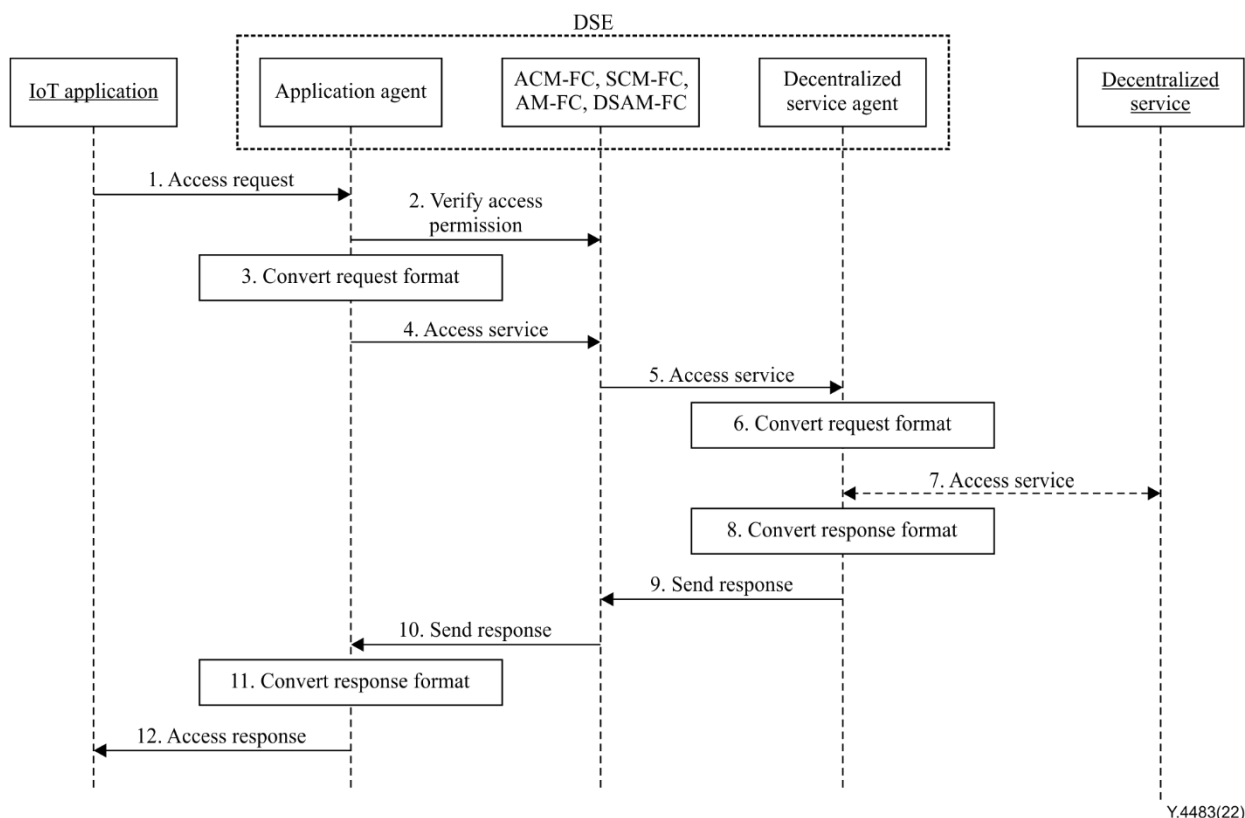 DSE
IoT application
Application agent
ACM-FC, SCM-FC,
AM-FC, DSAM-FC
Decentralized
service agent
Decentralized
service
1. Access request
2. Verify access
permission
3. Convert request format
4. Access service
5. Access service
6. Convert request format
7. Access service
8. Convert response format
9. Send response
10. Send response
11. Convert response format
12. Access response
Y.4483(22)